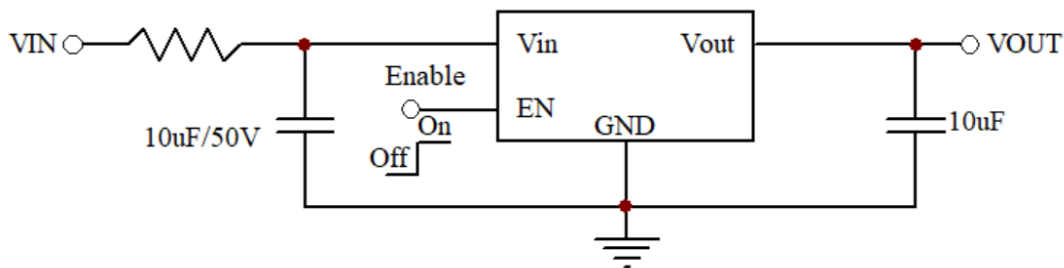 VIN
Vin
Vout
VOUT
Enable
EN
On
Off
GND
10uF/50V
10uF